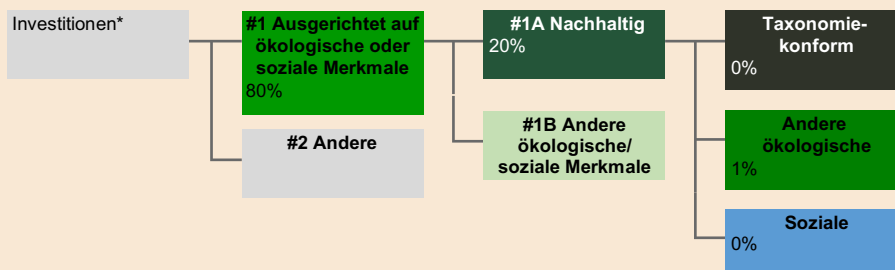 Investitionen*
#1 Ausgerichtet auf
ökologische oder
soziale Merkmale
80%
#2 Andere
#1A Nachhaltig
20%
#1B Andere
ökologische/
soziale Merkmale
Taxonomie-
konform
0%
Andere
ökologische
1%
Soziale
0%